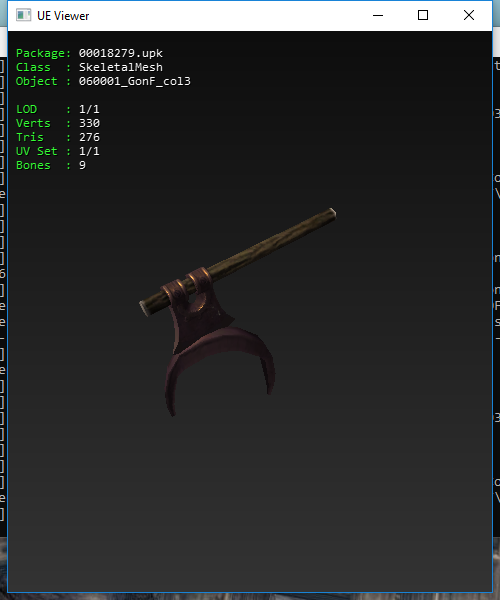 UE Viewer
Package: 00018279.upk
Class : SkeletalMesh
Object : 060001_GonF_col3
LOD : 1/1
Verts : 330
Tris : 276
UV Set : 1/1
Bones : 9